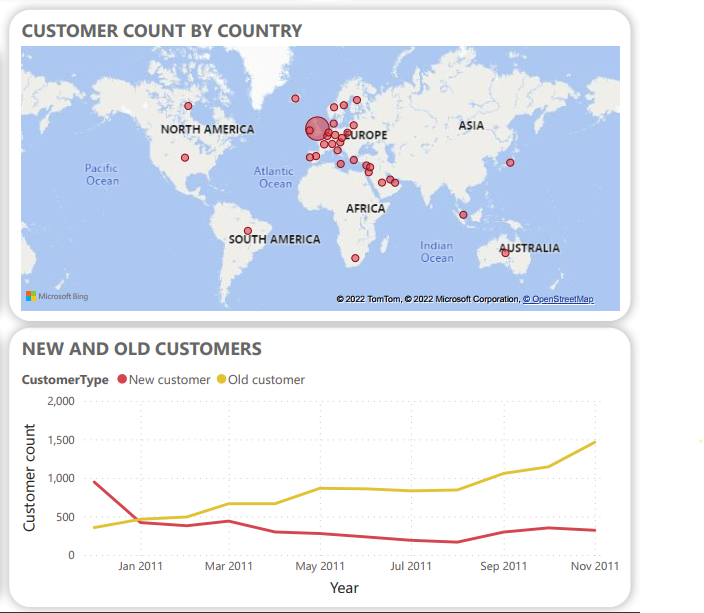 CUSTOMER COUNT BY COUNTRY
NORTH AMERICA
EUROPE
ASIA
Pacific
Ocean
Atlantic
Ocean
AFRICA
SOUTH AMERICA
Indian
Ocean
AUSTRALIA
Microsoft Bing
© 2022 TomTom, © 2022 Microsoft Corporation, © OpenStreetMap
NEW AND OLD CUSTOMERS
CustomerType New customer Old customer
2,000
1,500
1,000
500
0
Customer count
Jan 2011 Mar 2011 May 2011 Jul 2011 Sep 2011 Nov 2011
Year